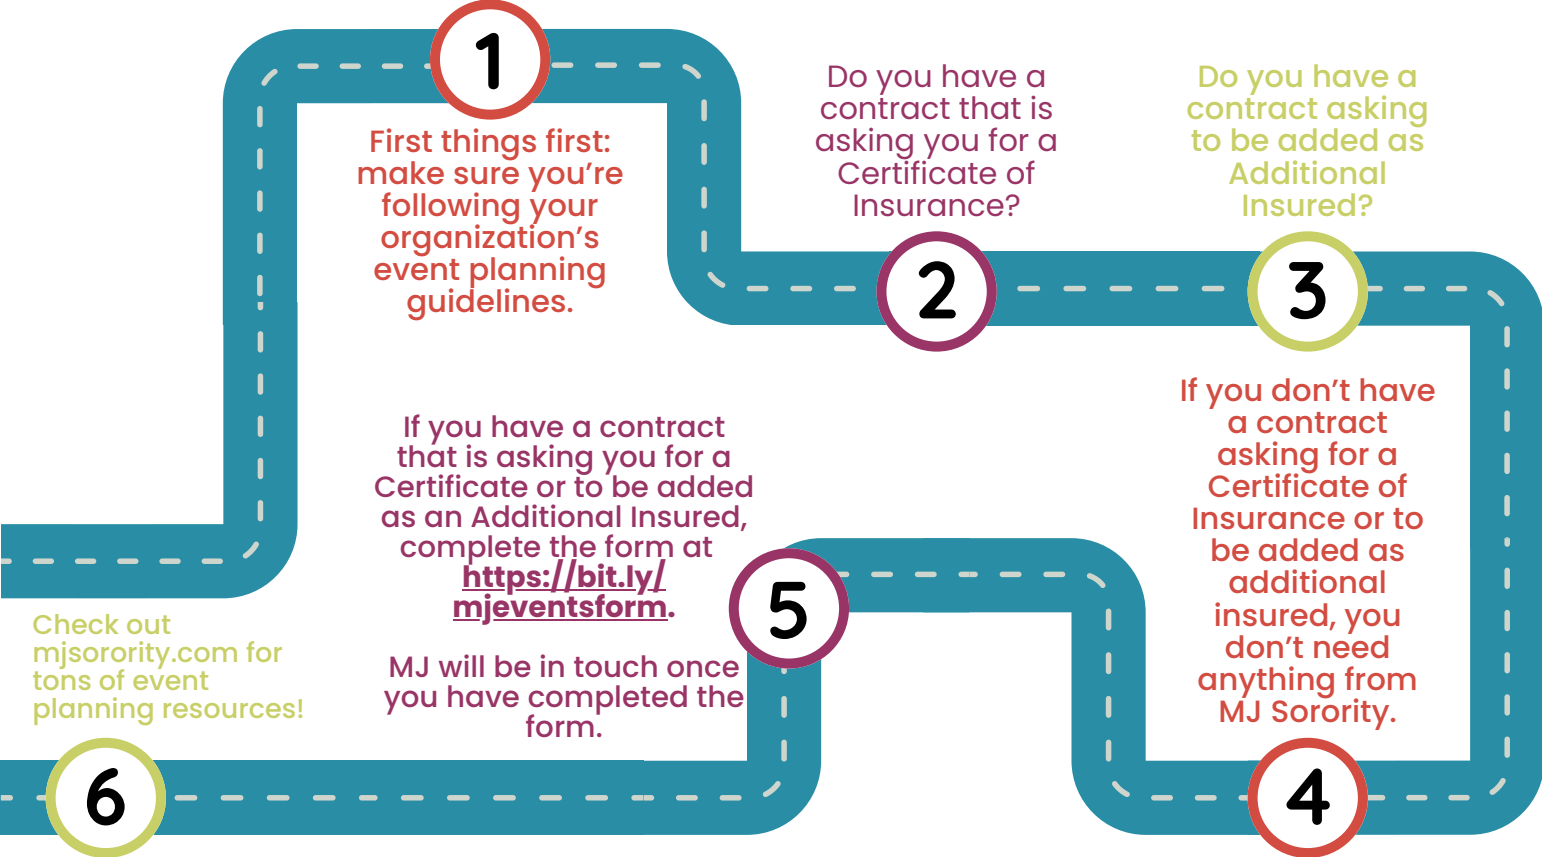 1
First things first:
make sure you're
following your
organization's
event planning
guidelines.
Do you have a
contract that is
asking you for a
Certificate of
Insurance?
2
Do you have a
contract asking
to be added as
Additional
Insured?
3
If you don't have
a contract
asking for a
Certificate of
Insurance or to
be added as
additional
insured, you
don't need
anything from
MJ Sorority.
4
If you have a contract
that is asking you for a
Certificate or to be added
as an Additional Insured,
complete the form at
https://bit.ly/
mjeventsform.
MJ will be in touch once
you have completed the
form.
5
Check out
mjsorority.com for
tons of event
planning resources!
6